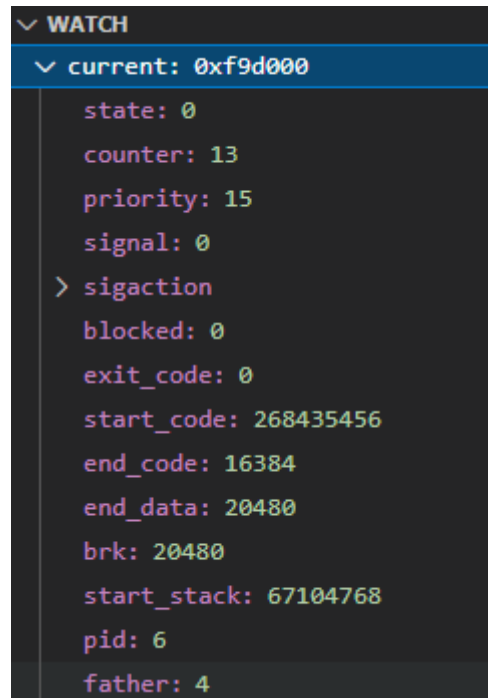 WATCH
current: 0xf9d000
state: 0
counter: 13
priority: 15
signal: 0
sigaction
blocked: 0
exit_code: 0
start_code: 268435456
end_code: 16384
end_data: 20480
brk: 20480
start_stack: 67104768
pid: 6
father: 4